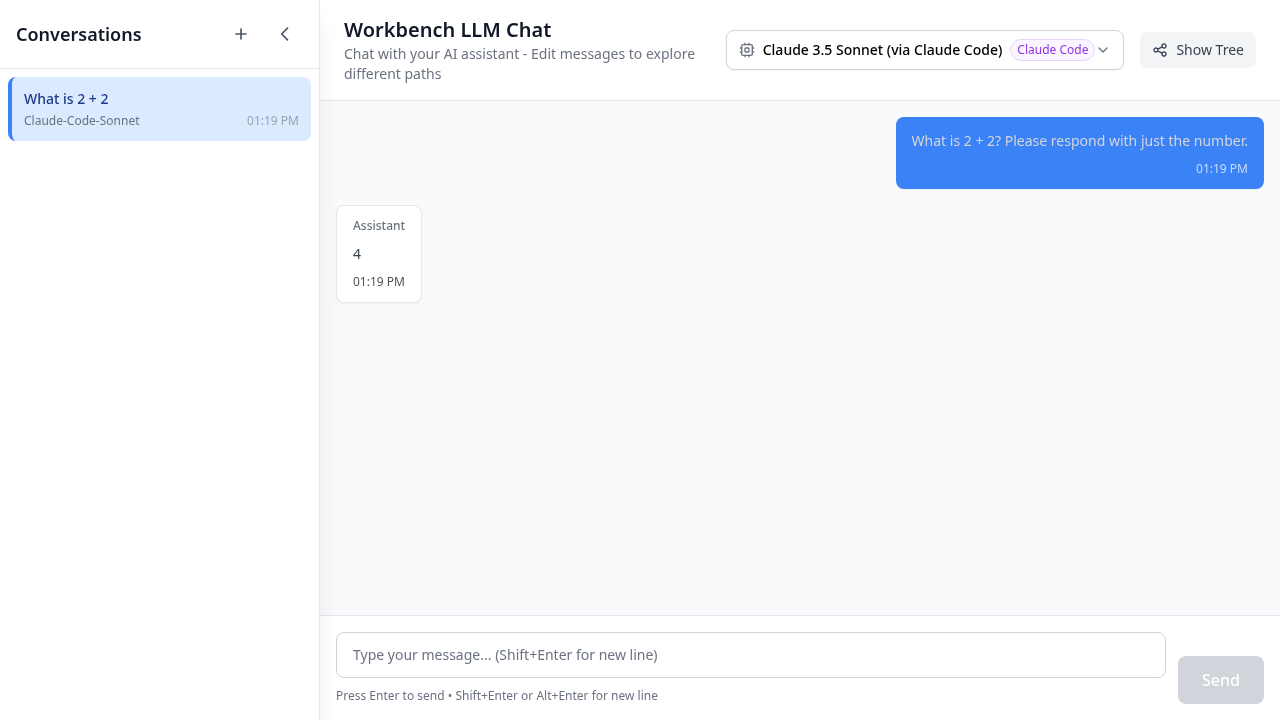 Conversations
What is 2 + 2
Claude-Code-Sonnet
01:19 PM
Workbench LLM Chat
Chat with your AI assistant - Edit messages to explore
different paths
Claude 3.5 Sonnet (via Claude Code)
Claude Code
Show Tree
What is 2 + 2? Please respond with just the number.
01:19 PM
Assistant
4
01:19 PM
Type your message... (Shift+Enter for new line)
Press Enter to send • Shift+Enter or Alt+Enter for new line
Send